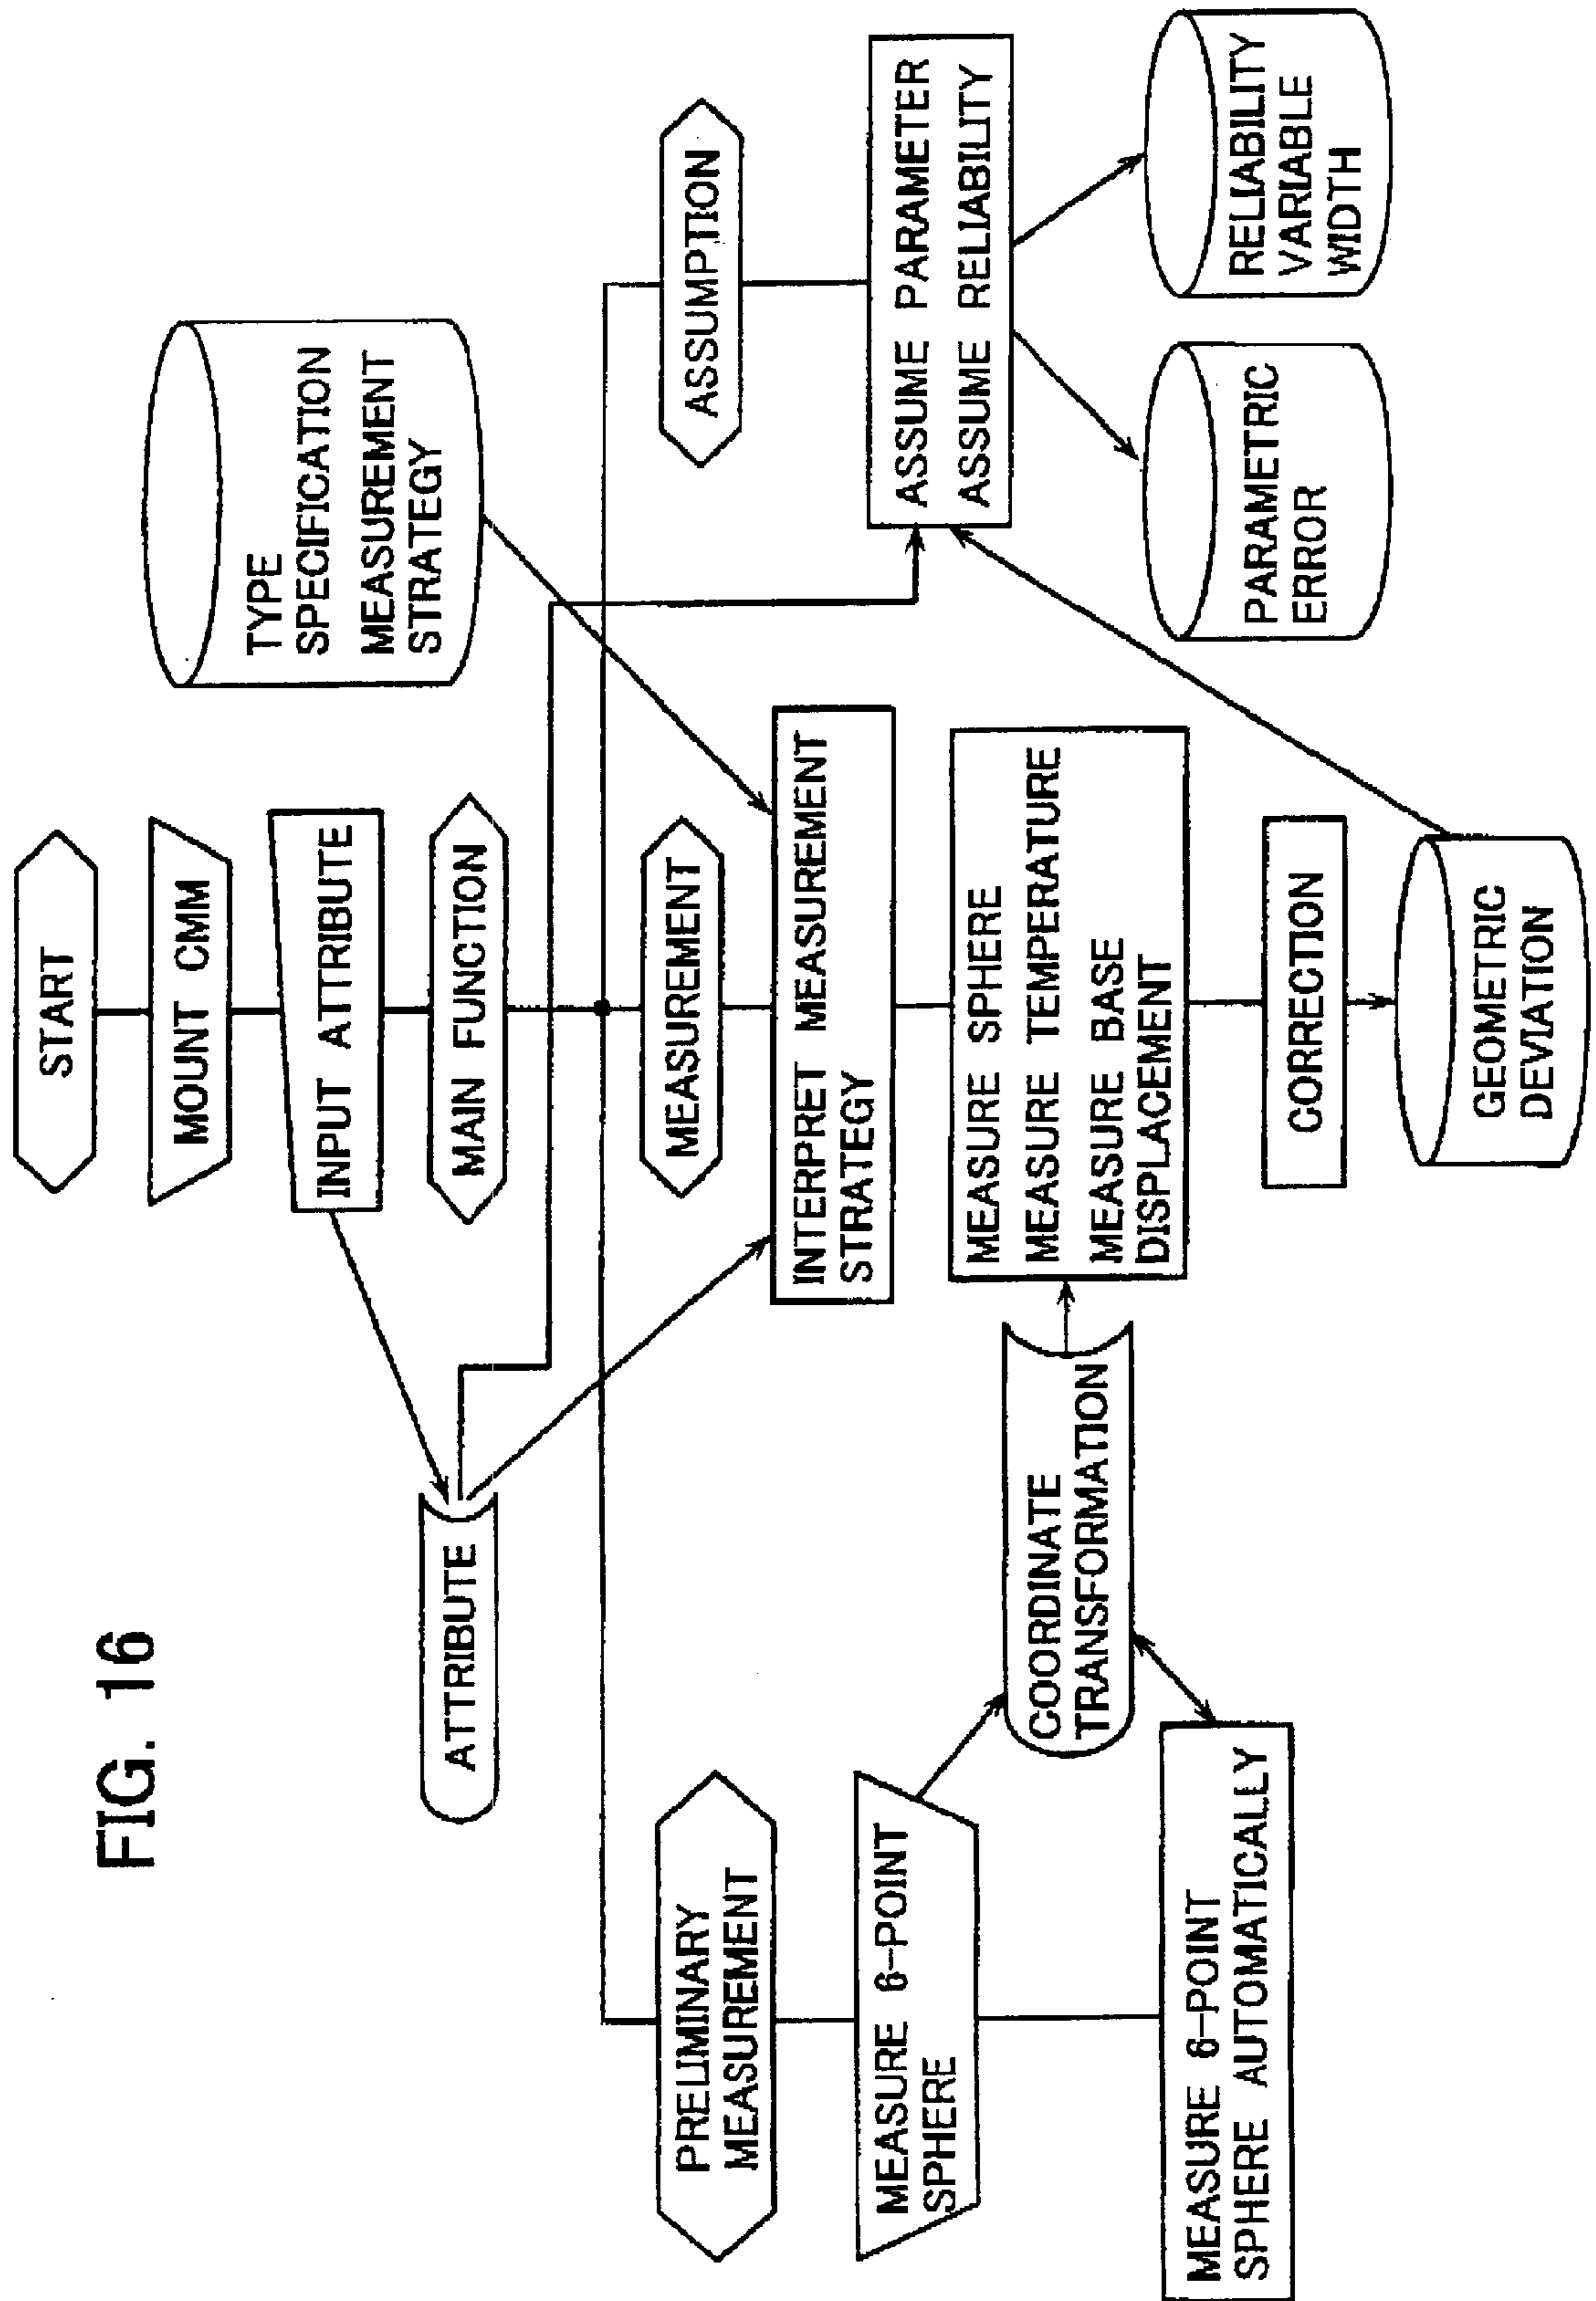 FIG. 16
START
MOUNT CMM
INPUT ATTRIBUTE
MAIN FUNCTION
ATTRIBUTE
TYPE
SPECIFICATION
MEASUREMENT
STRATEGY
PRELIMINARY
MEASUREMENT
MEASURE 6-POINT
SPHERE
MEASURE 6-POINT
SPHERE AUTOMATICALLY
COORDINATE
TRANSFORMATION
MEASUREMENT
INTERPRET MEASUREMENT
STRATEGY
MEASURE SPHERE
MEASURE TEMPERATURE
MEASURE BASE
DISPLACEMENT
CORRECTION
GEOMETRIC
DEVIATION
ASSUMPTION
ASSUME PARAMETER
ASSUME RELIABILITY
PARAMETRIC
ERROR
RELIABILITY
VARIABLE
WIDTH